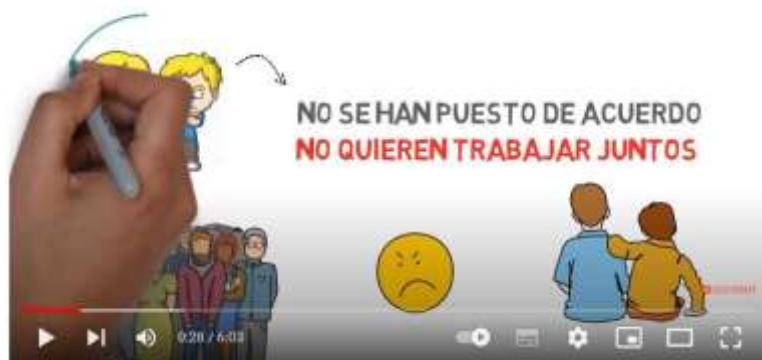 NO SE HAN PUESTO DE ACUERDO
NO QUIEREN TRABAJAR JUNTOS
0:28 / 6:03